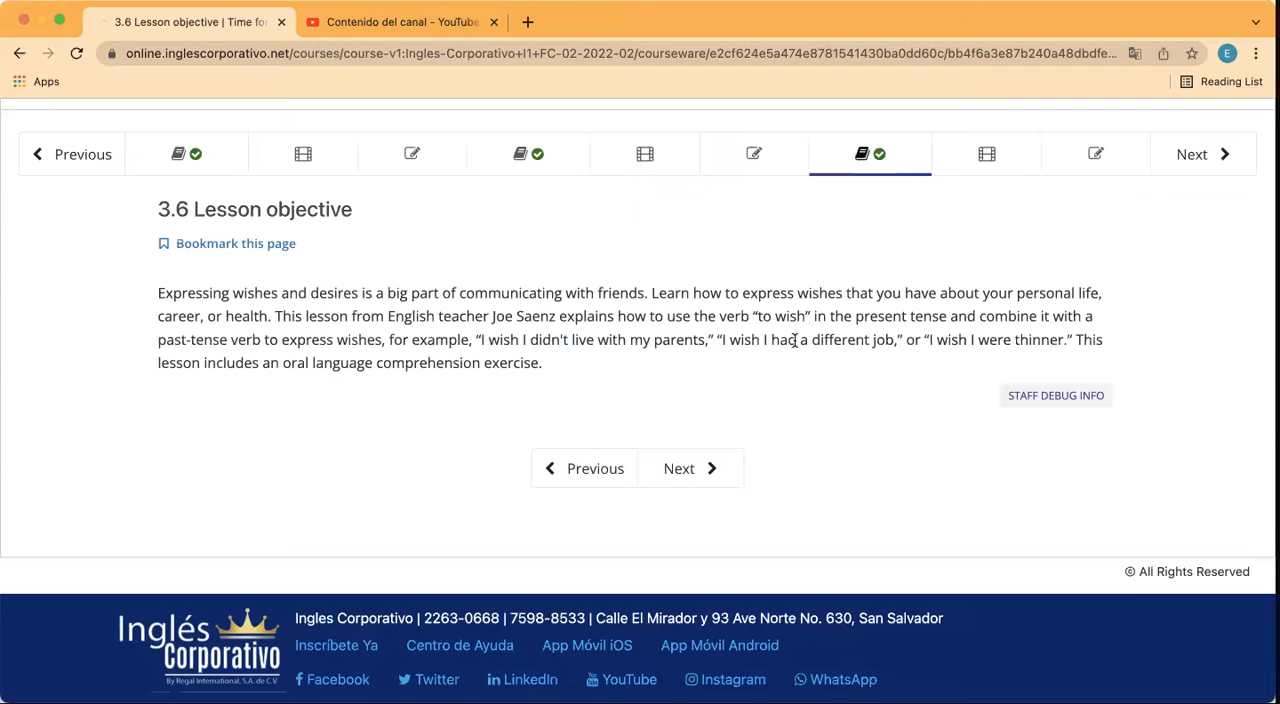 3.6 Lesson objective | Time for
Contenido del canal - YouTube
online.inglescorporativo.net/courses/course-v1:Ingles-Corporativo+I1+FC-02-2022-02/courseware/e2cf624e5a474e8781541430ba0dd60c/bb4f6a3e87b240a48dbdfe...
E
Apps
Reading List
Previous
Next
3.6 Lesson objective
Bookmark this page
Expressing wishes and desires is a big part of communicating with friends. Learn how to express wishes that you have about your personal life,
career, or health. This lesson from English teacher Joe Saenz explains how to use the verb “to wish” in the present tense and combine it with a
past-tense verb to express wishes, for example, “I wish I didn't live with my parents,” “I wish I had a different job,” or “I wish I were thinner.” This
lesson includes an oral language comprehension exercise.
STAFF DEBUG INFO
Previous
Next
© All Rights Reserved
Inglés
Corporativo
By Regal International, S.A. de C.V.
Ingles Corporativo | 2263-0668 | 7598-8533 | Calle El Mirador y 93 Ave Norte No. 630, San Salvador
Inscríbete Ya Centro de Ayuda App Móvil iOS App Móvil Android
Facebook Twitter LinkedIn YouTube Instagram WhatsApp